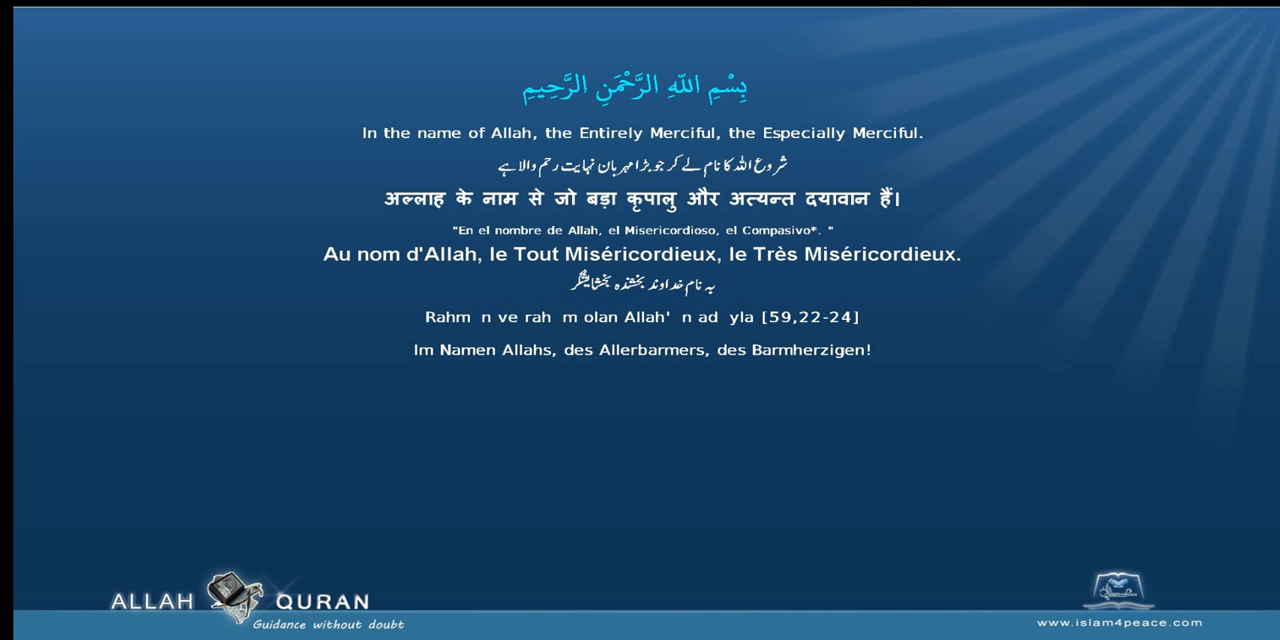 بِسْمِ اللَّهِ الرَّحْمَنِ الرَّحِيمِ
In the name of Allah, the Entirely Merciful, the Especially Merciful.
شروع اللہ کا نام لے کر جو بڑا مہربان نہایت رحم والا ہے
अल्लाह के नाम से जो बड़ा कृपालु और अत्यन्त दयावान हैं।
"En el nombre de Allah, el Misericordioso, el Compasivo*. "
Au nom d'Allah, le Tout Miséricordieux, le Très Miséricordieux.
به نام خداوند بخشنده بخشایشگر
Rahm n ve rah m olan Allah' n ad yla [59,22-24]
Im Namen Allahs, des Allerbarmers, des Barmherzigen!
ALLAH QURAN
Guidance without doubt
www.islam4peace.com